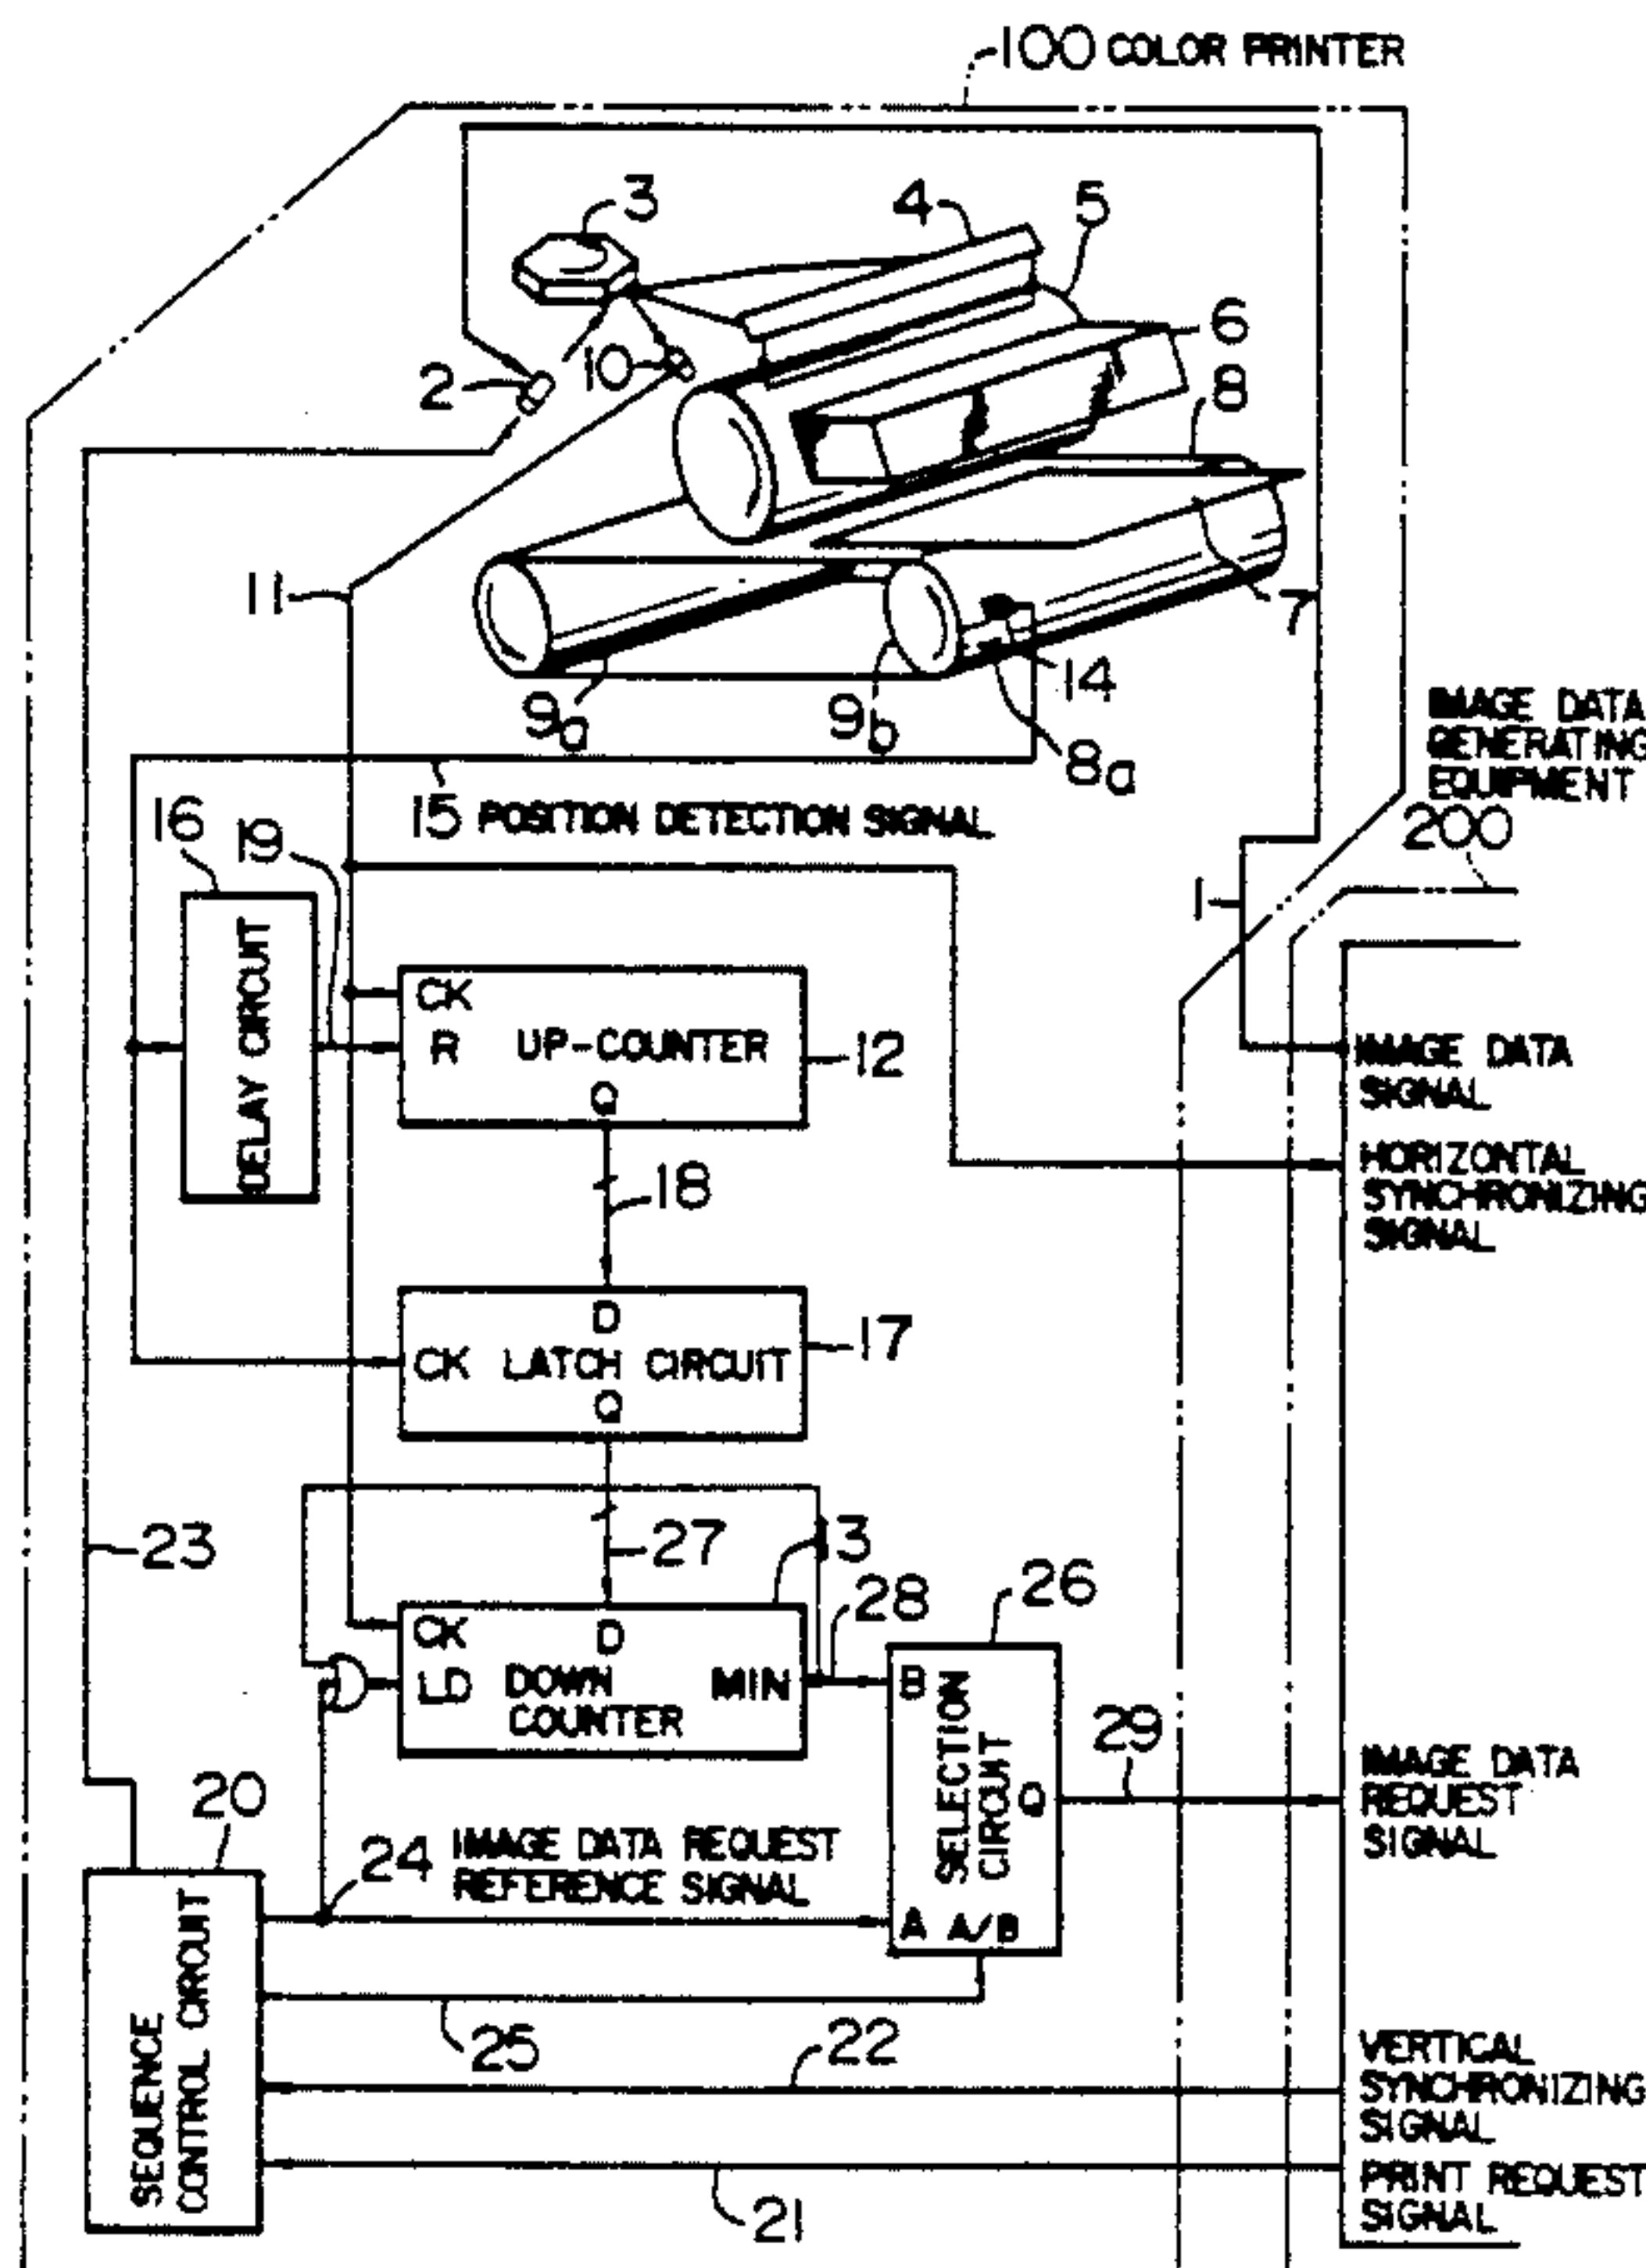 100 COLOR PRINTER
3
4
5
6
2
10
8
11
7
14
9a
9b
8a
IMAGE DATA
GENERATING
EQUIPMENT
200
15 POSITION DETECTION SIGNAL
16
19
1
DELAY CIRCUIT
CK
R UP-COUNTER
Q
12
IMAGE DATA
SIGNAL
18
HORIZONTAL
SYNCHRONIZING
SIGNAL
D
CK LATCH CIRCUIT
Q
17
23
27
13
28
26
CK D
LD DOWN
COUNTER
MIN
B
SELECTION
CIRCUIT
Q
A A/B
29
IMAGE DATA
REQUEST
SIGNAL
20
24 IMAGE DATA REQUEST
REFERENCE SIGNAL
SEQUENCE
CONTROL CIRCUIT
25
22
VERTICAL
SYNCHRONIZING
SIGNAL
21
PRINT REQUEST
SIGNAL